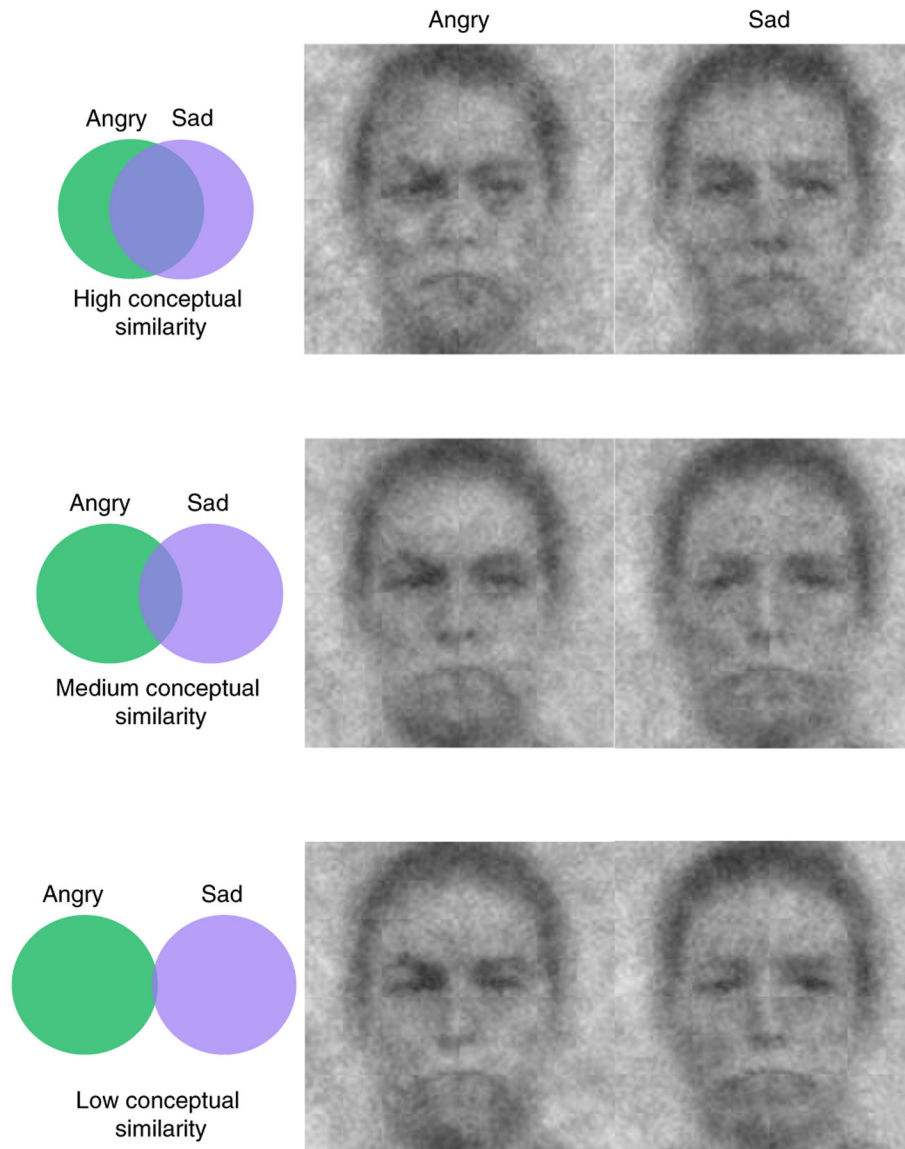 Angry Sad
Angry Sad
High conceptual
similarity
Angry Sad
Medium conceptual
similarity
Angry Sad
Low conceptual
similarity